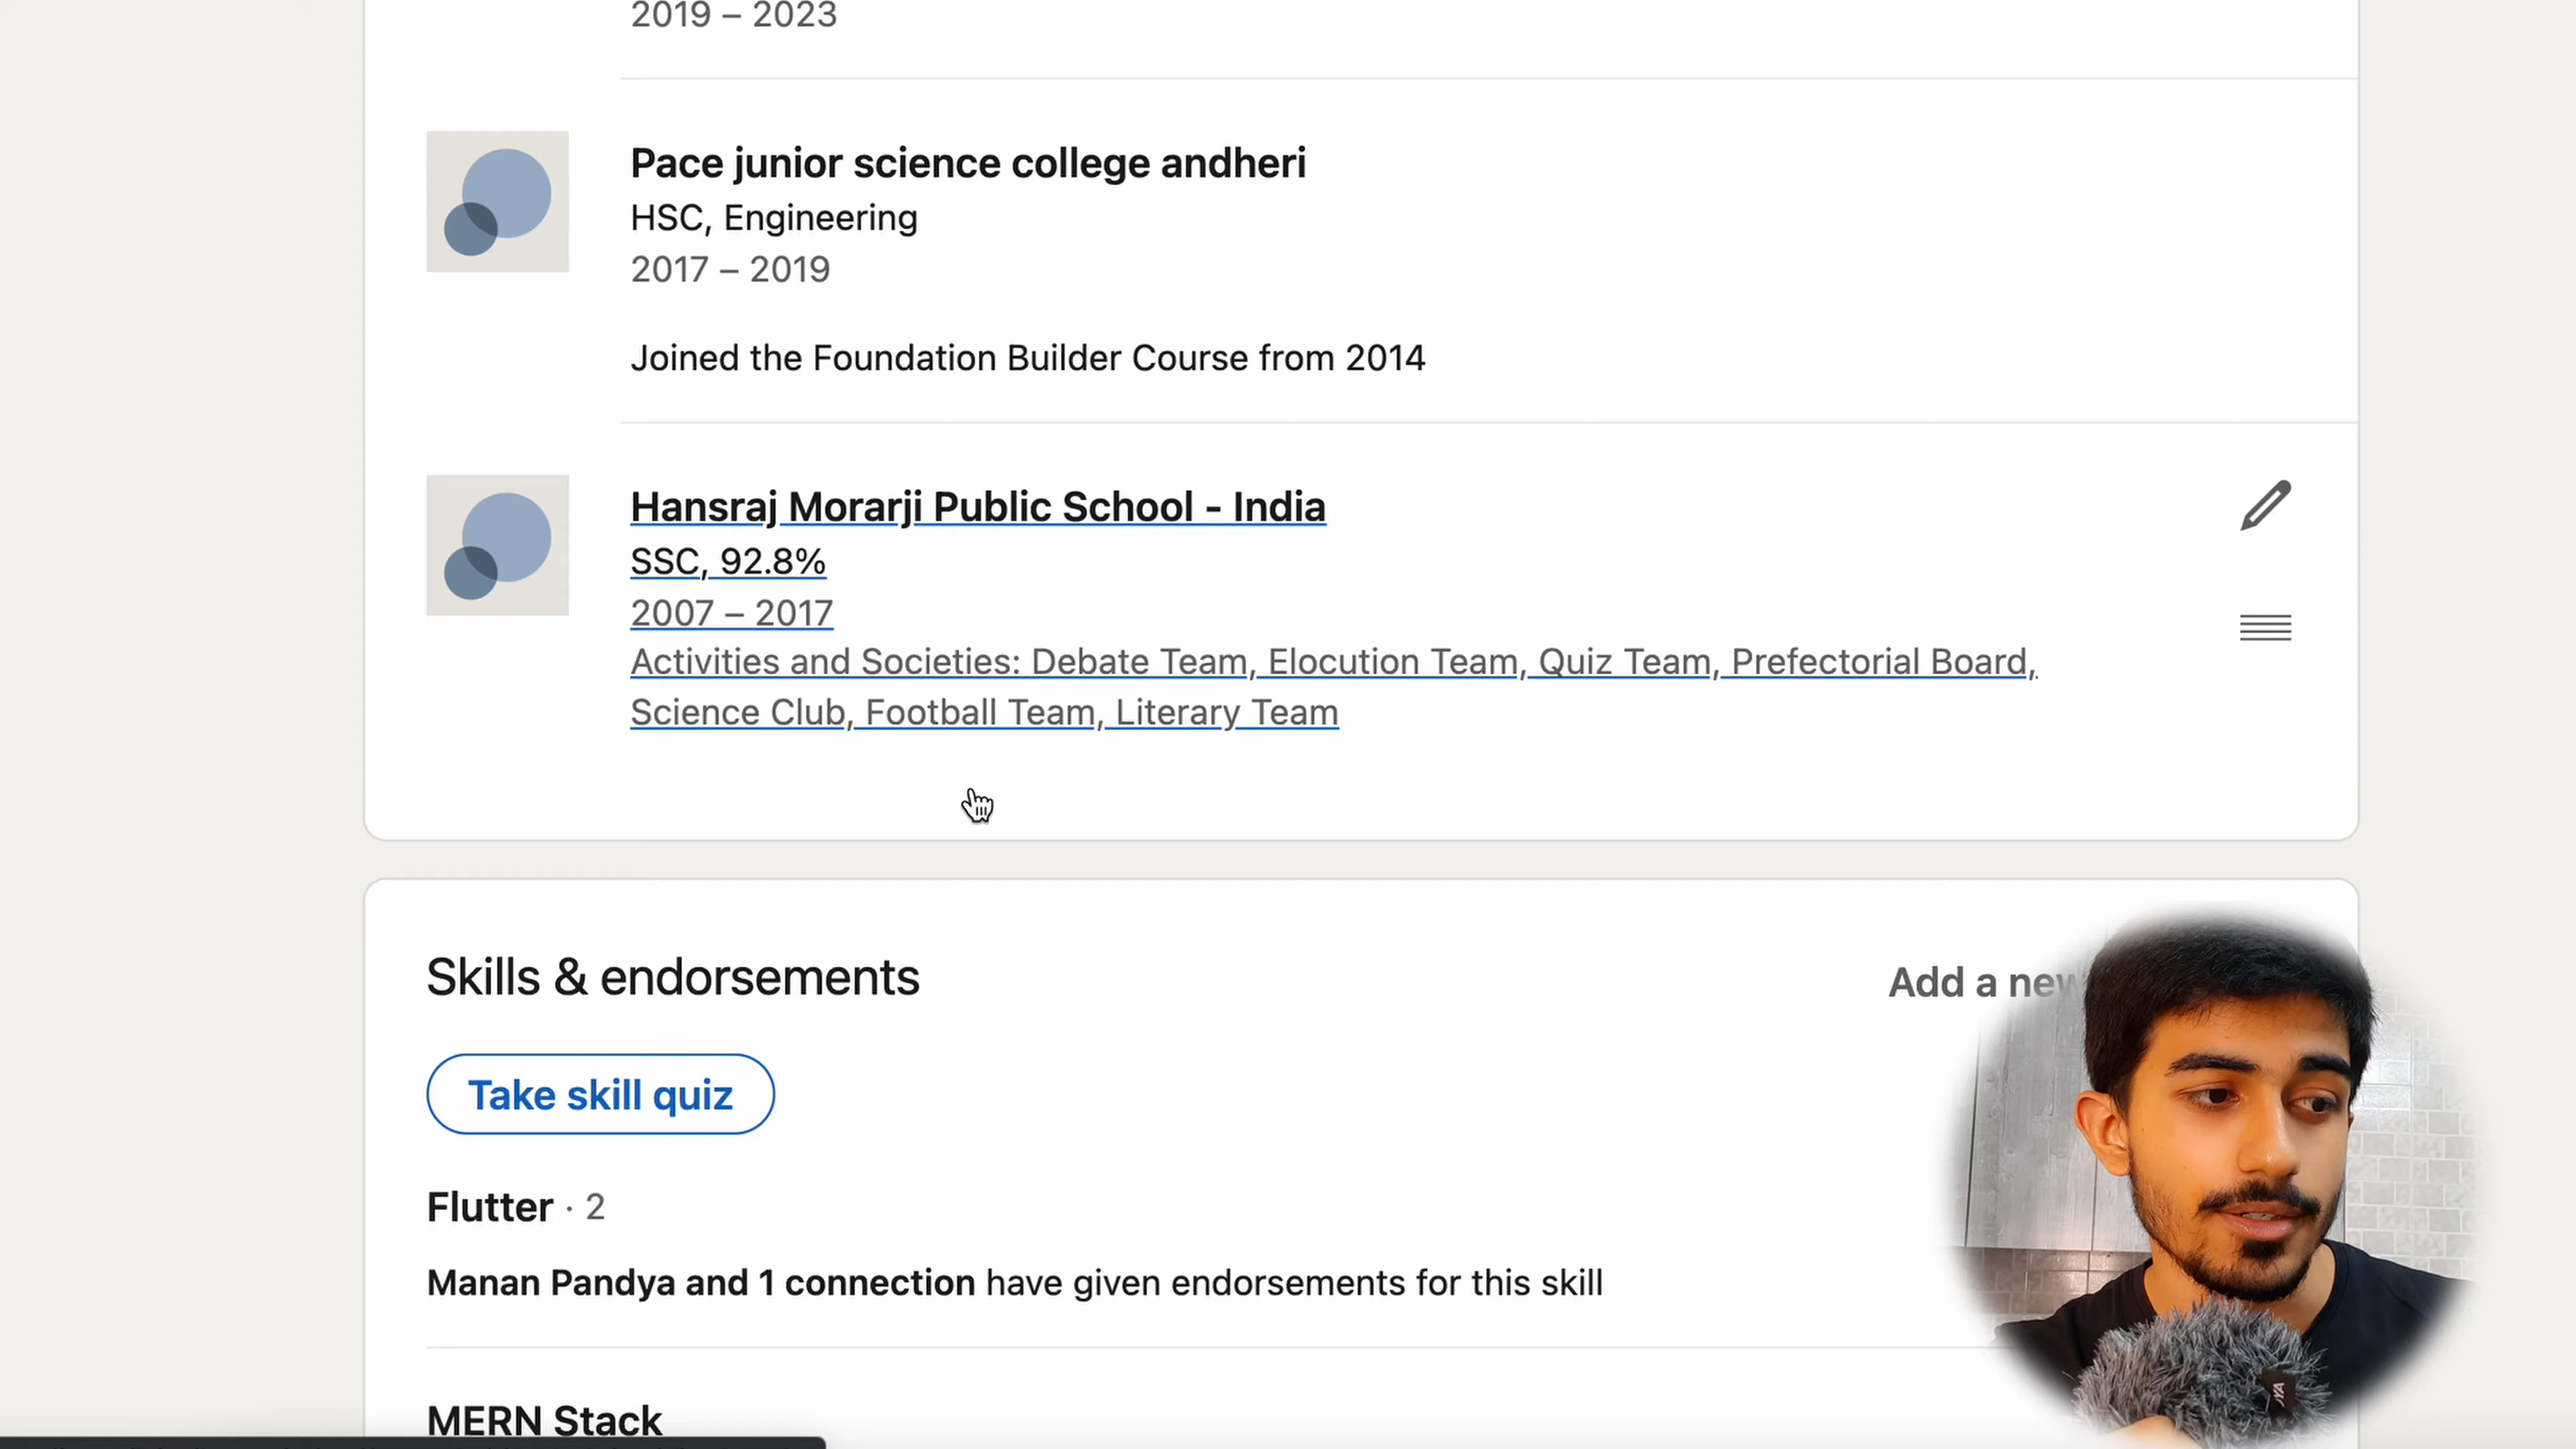 2019 – 2023
Pace junior science college andheri
HSC, Engineering
2017 – 2019
Joined the Foundation Builder Course from 2014
Hansraj Morarji Public School - India
SSC, 92.8%
2007 – 2017
Activities and Societies: Debate Team, Elocution Team, Quiz Team, Prefectorial Board,
Science Club, Football Team, Literary Team
Skills & endorsements
Add a new
Take skill quiz
Flutter · 2
Manan Pandya and 1 connection have given endorsements for this skill
MERN Stack